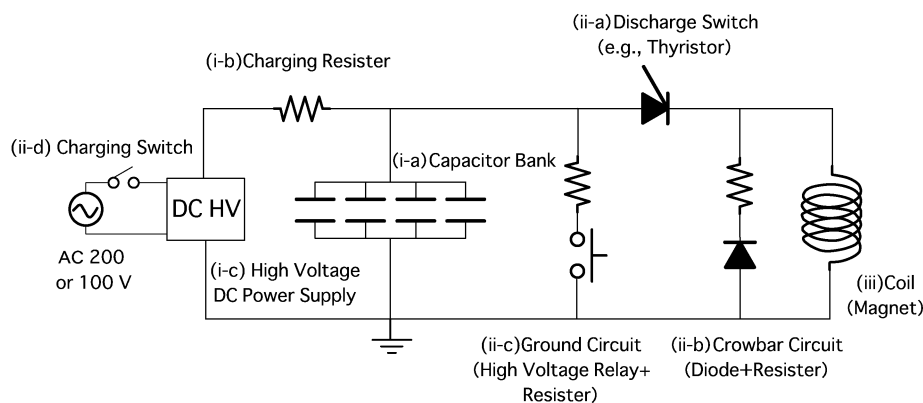 (ii-a)Discharge Switch
(e.g., Thyristor)
(i-b)Charging Resister
(ii-d) Charging Switch
(i-a)Capacitor Bank
DC HV
AC 200
or 100 V
(i-c) High Voltage
DC Power Supply
(iii)Coil
(Magnet)
(ii-c)Ground Circuit
(High Voltage Relay+
Resister)
(ii-b)Crowbar Circuit
(Diode+Resister)